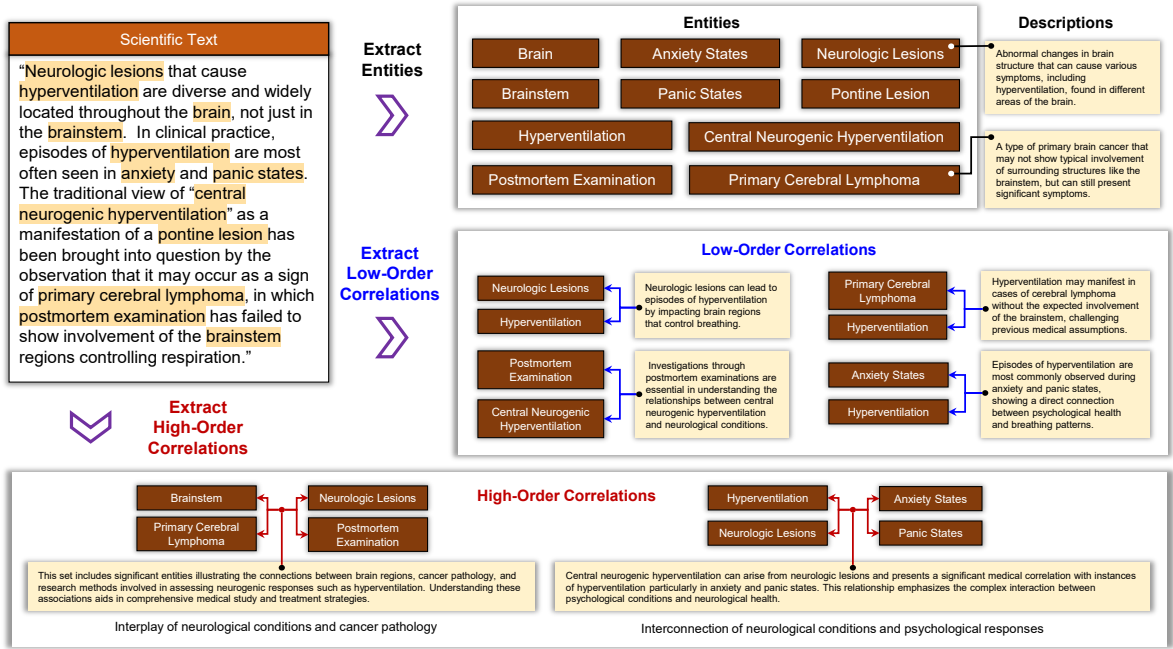 Scientific Text
“Neurologic lesions that cause
hyperventilation are diverse and widely
located throughout the brain, not just in
the brainstem.  In clinical practice,
episodes of hyperventilation are most
often seen in anxiety and panic states.
The traditional view of “central
neurogenic hyperventilation” as a
manifestation of a pontine lesion has
been brought into question by the
observation that it may occur as a sign
of primary cerebral lymphoma, in which
postmortem examination has failed to
show involvement of the brainstem
regions controlling respiration.”
Extract
Entities
Entities
Brain
Anxiety States
Neurologic Lesions
Brainstem
Panic States
Pontine Lesion
Hyperventilation
Central Neurogenic Hyperventilation
Postmortem Examination
Primary Cerebral Lymphoma
Descriptions
Abnormal changes in brain
structure that can cause various
symptoms, including
hyperventilation, found in different
areas of the brain.
A type of primary brain cancer that
may not show typical involvement
of surrounding structures like the
brainstem, but can still present
significant symptoms.
Extract
Low-Order
Correlations
Low-Order Correlations
Neurologic Lesions
Hyperventilation
Neurologic lesions can lead to
episodes of hyperventilation
by impacting brain regions
that control breathing.
Primary Cerebral
Lymphoma
Hyperventilation
Hyperventilation may manifest in
cases of cerebral lymphoma
without the expected involvement
of the brainstem, challenging
previous medical assumptions.
Postmortem
Examination
Central Neurogenic
Hyperventilation
Investigations through
postmortem examinations are
essential in understanding the
relationships between central
neurogenic hyperventilation
and neurological conditions.
Anxiety States
Hyperventilation
Episodes of hyperventilation are
most commonly observed during
anxiety and panic states,
showing a direct connection
between psychological health
and breathing patterns.
Extract
High-Order
Correlations
High-Order Correlations
Brainstem
Neurologic Lesions
Primary Cerebral
Lymphoma
Postmortem
Examination
This set includes significant entities illustrating the connections between brain regions, cancer pathology, and
research methods involved in assessing neurogenic responses such as hyperventilation. Understanding these
associations aids in comprehensive medical study and treatment strategies.
Interplay of neurological conditions and cancer pathology
Hyperventilation
Anxiety States
Neurologic Lesions
Panic States
Central neurogenic hyperventilation can arise from neurologic lesions and presents a significant medical correlation with instances
of hyperventilation particularly in anxiety and panic states. This relationship emphasizes the complex interaction between
psychological conditions and neurological health.
Interconnection of neurological conditions and psychological responses